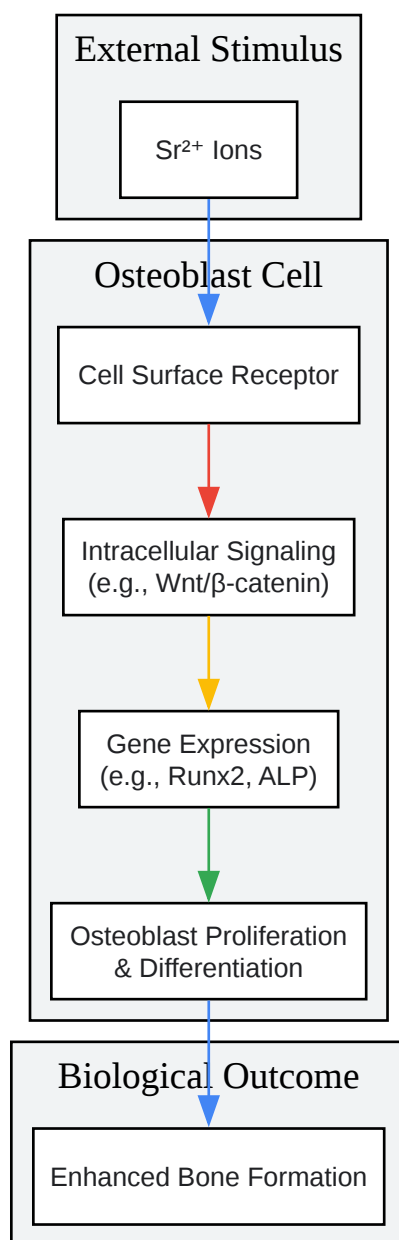 External Stimulus
Sr²⁺ Ions
Osteoblast Cell
Cell Surface Receptor
Intracellular Signaling
(e.g., Wnt/β-catenin)
Gene Expression
(e.g., Runx2, ALP)
Osteoblast Proliferation
& Differentiation
Biological Outcome
Enhanced Bone Formation